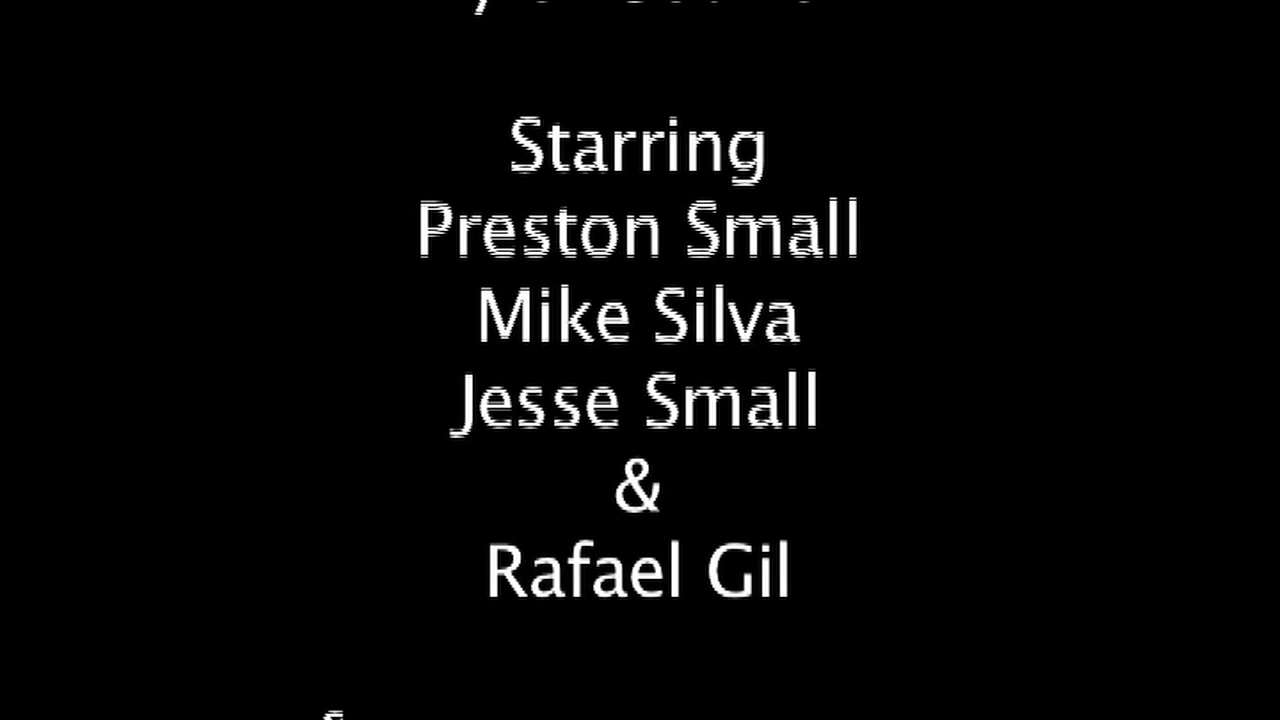 Starring
Preston Small
Mike Silva
Jesse Small
&
Rafael Gil